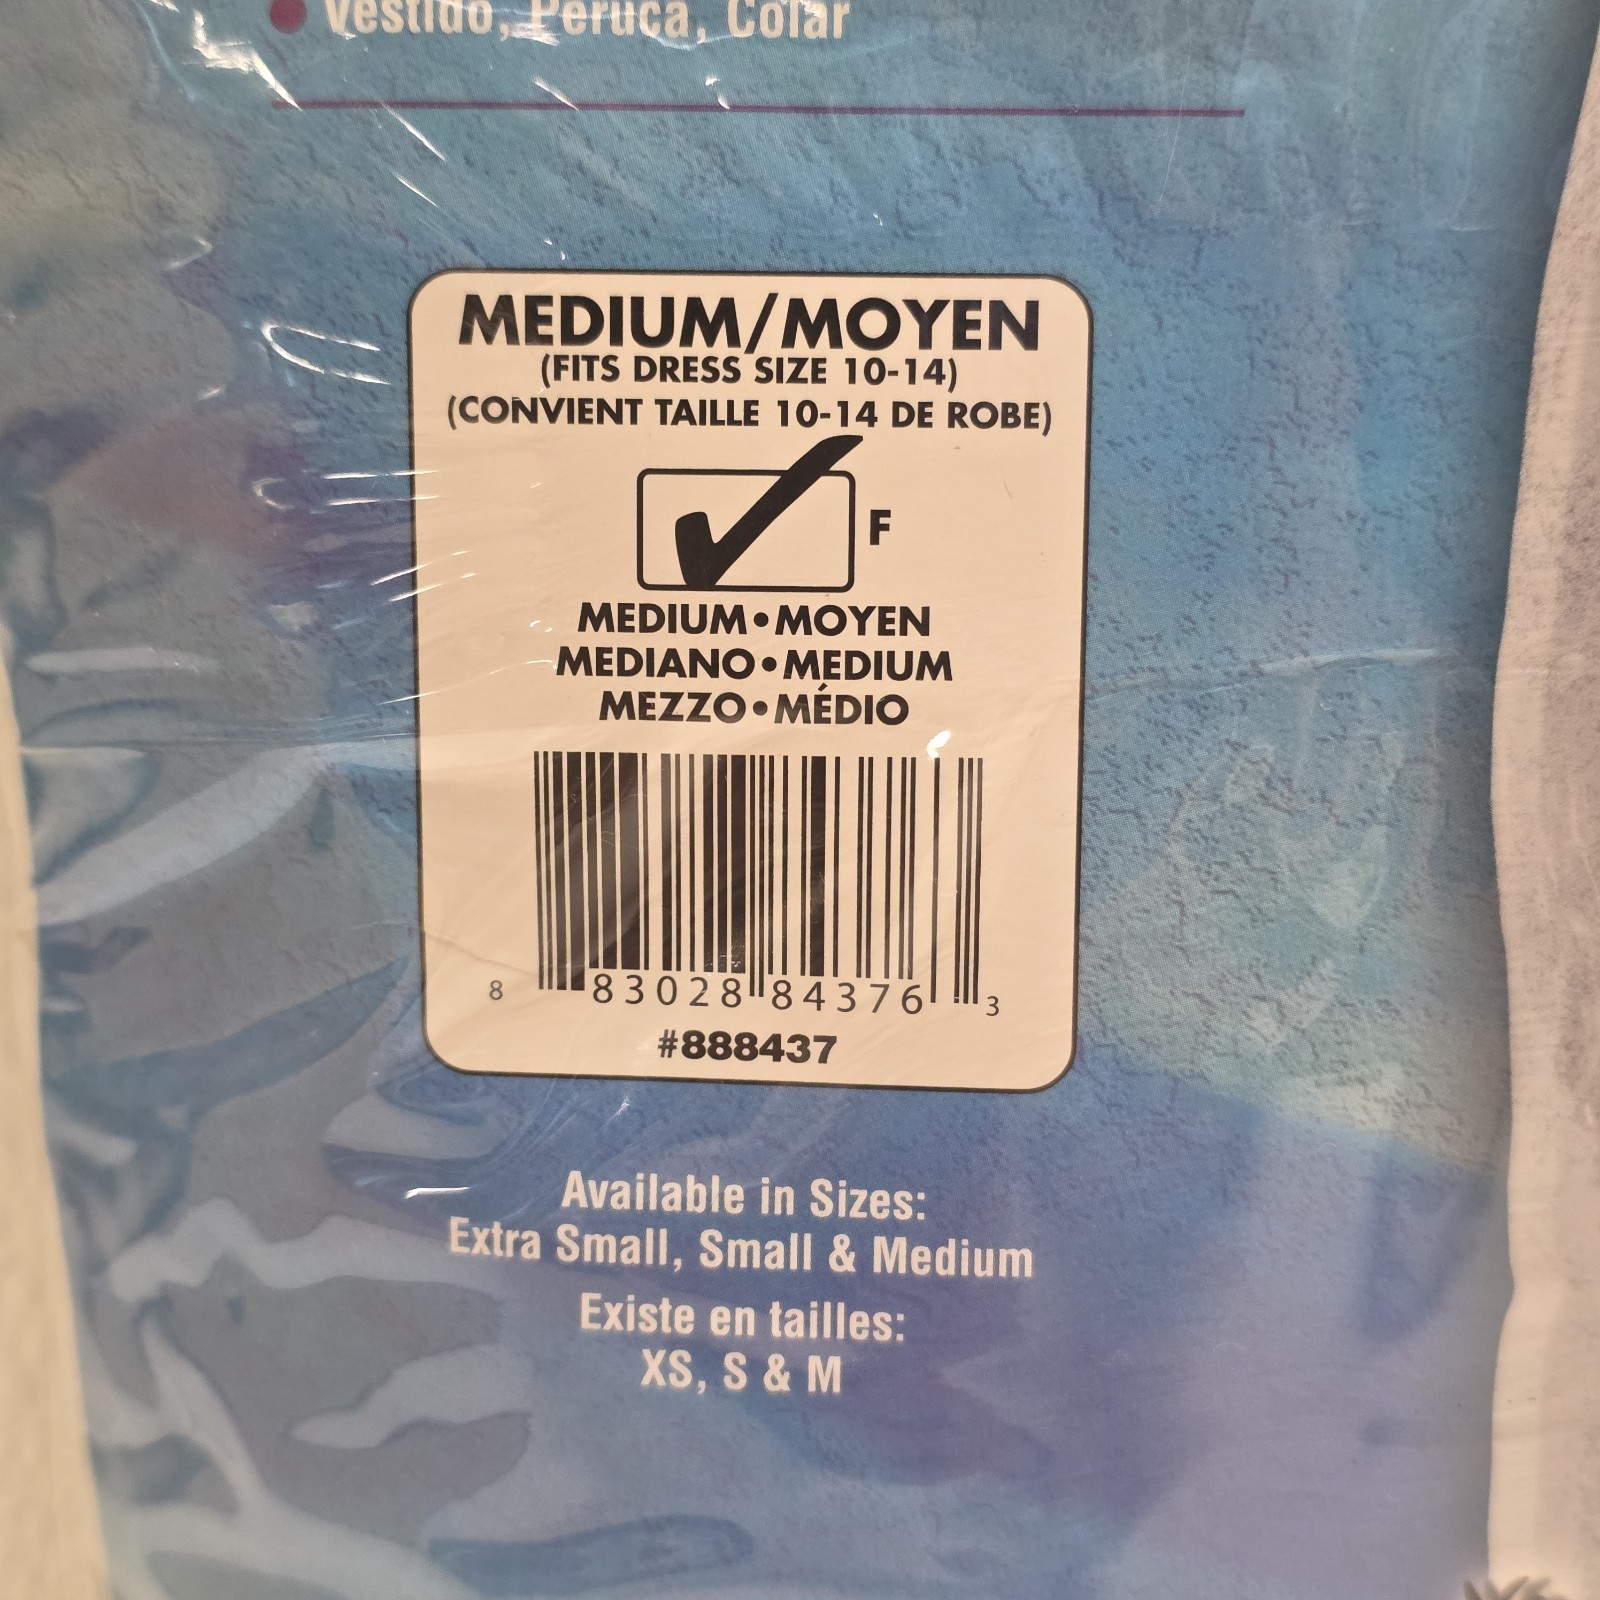 Vestido, Peruca, Colar
MEDIUM/MOYEN
(FITS DRESS SIZE 10-14)
(CONVIENT TAILLE 10-14 DE ROBE)
F
MEDIUM•MOYEN
MEDIANO•MEDIUM
MEZZO•MÉDIO
8 83028 84376 3
#888437
Available in Sizes:
Extra Small, Small & Medium
Existe en tailles:
XS, S & M